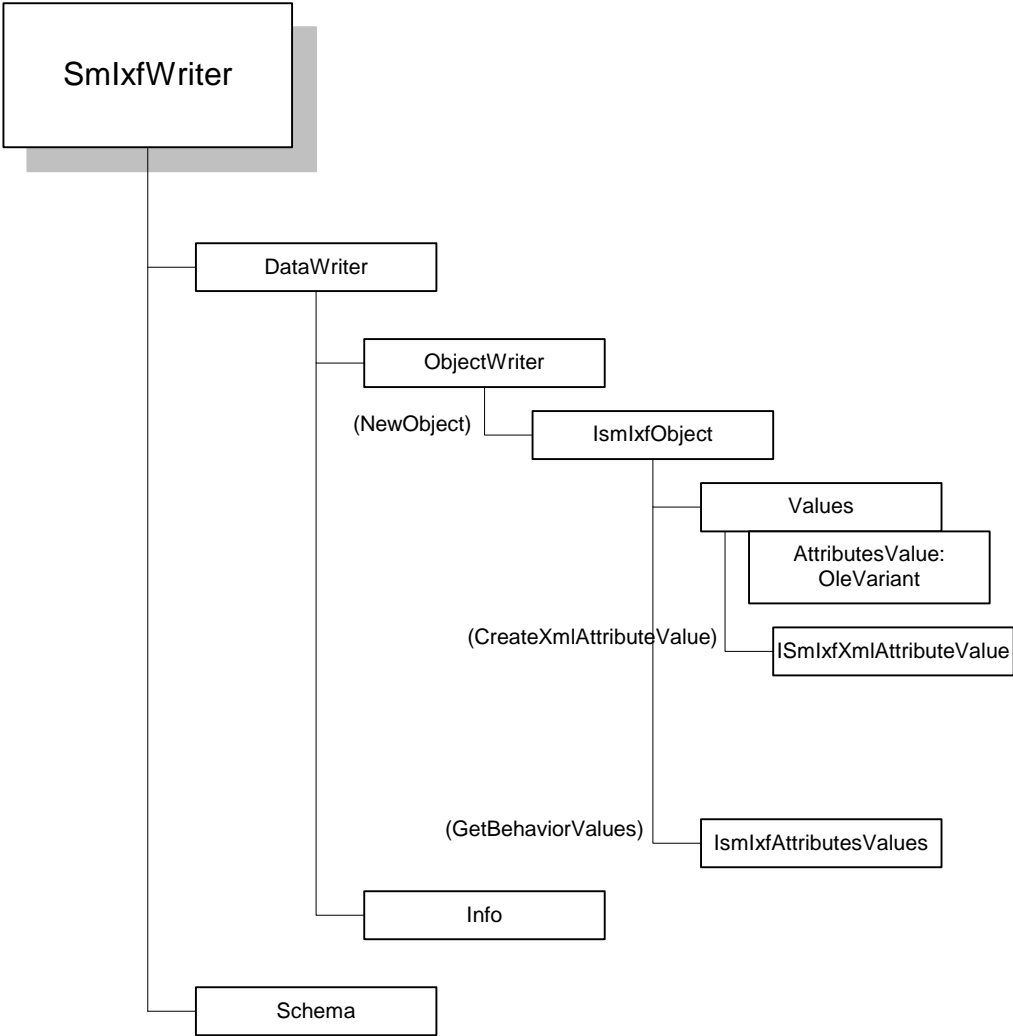 SmIxfWriter
DataWriter
ObjectWriter
(NewObject)
IsmIxfObject
Values
AttributesValue:
OleVariant
(CreateXmlAttributeValue)
ISmIxfXmlAttributeValue
(GetBehaviorValues)
IsmIxfAttributesValues
Info
Schema